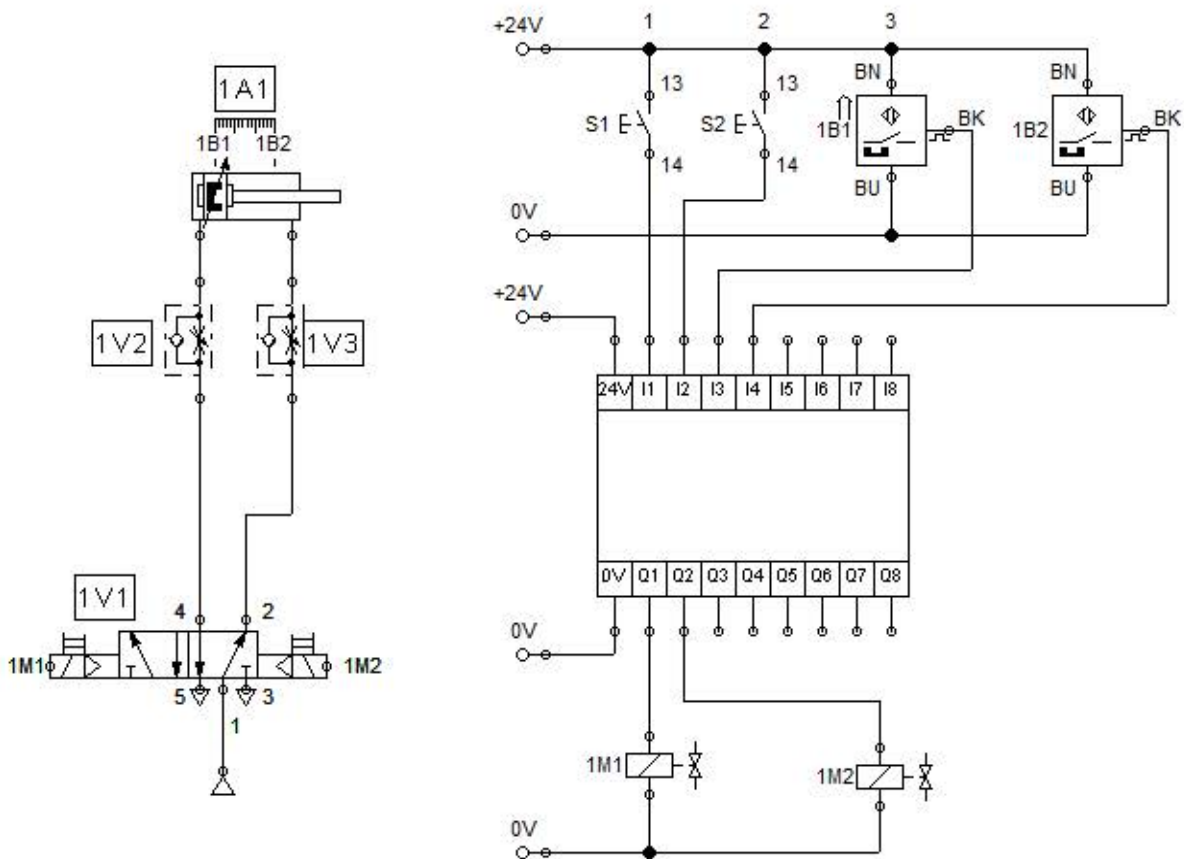 1A1
1B1 1B2
1V2 1V3
1V1
4 2
1M1 1M2
5 3
1
1 2 3
+24V
13 13 BN BN
S1 S2 1B1 BK 1B2 BK
14 14 BU BU
0V
+24V
24V I1 I2 I3 I4 I5 I6 I7 I8
0V Q1 Q2 Q3 Q4 Q5 Q6 Q7 Q8
0V
1M1 1M2
0V